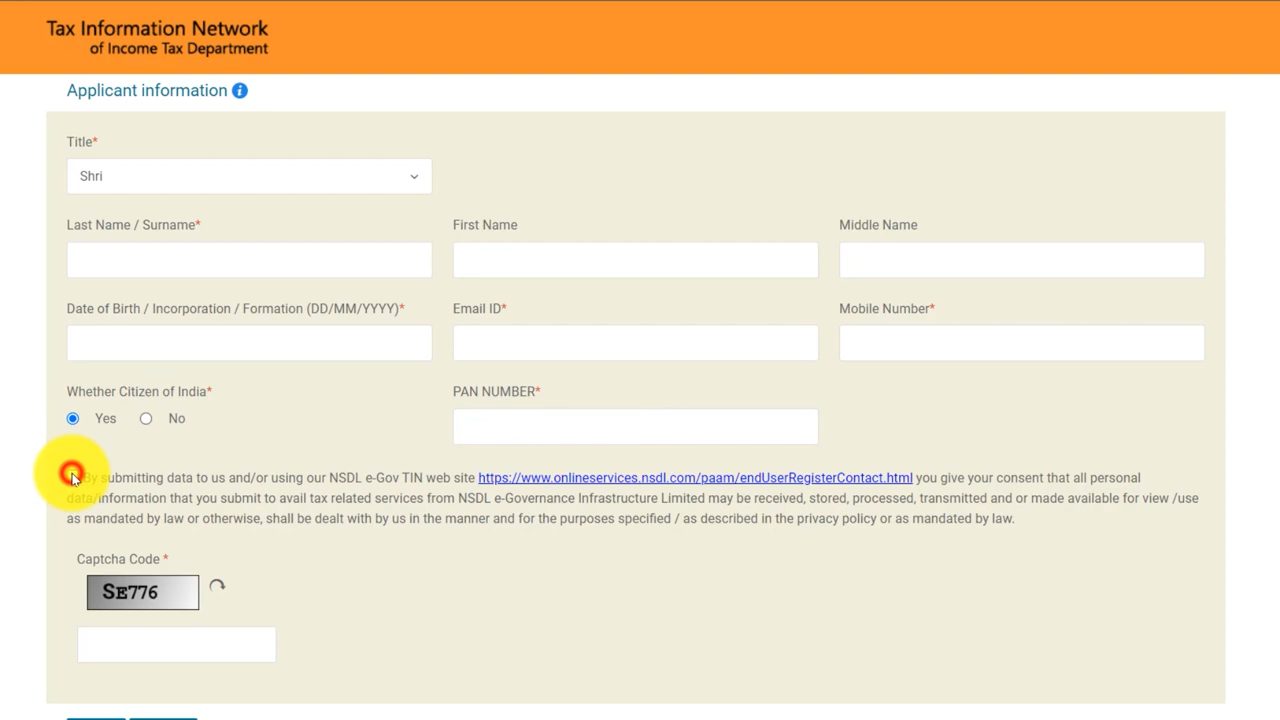 Tax Information Network
of Income Tax Department
Applicant information
Title*
Shri
Last Name / Surname* First Name Middle Name
Date of Birth / Incorporation / Formation (DD/MM/YYYY)* Email ID* Mobile Number*
Whether Citizen of India* PAN NUMBER*
Yes No
By submitting data to us and/or using our NSDL e-Gov TIN web site https://www.onlineservices.nsdl.com/paam/endUserRegisterContact.html you give your consent that all personal
data/information that you submit to avail tax related services from NSDL e-Governance Infrastructure Limited may be received, stored, processed, transmitted and or made available for view /use
as mandated by law or otherwise, shall be dealt with by us in the manner and for the purposes specified / as described in the privacy policy or as mandated by law.
Captcha Code *
SE776